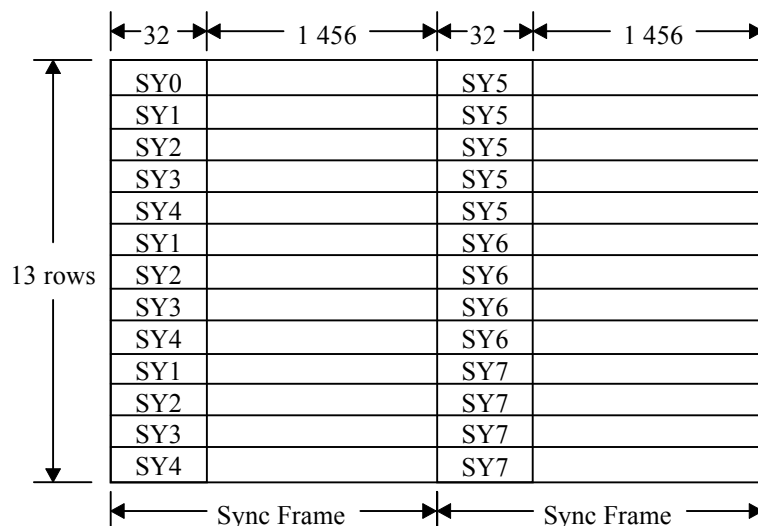 32 1 456 32 1 456
SY0 SY5
SY1 SY5
SY2 SY5
SY3 SY5
SY4 SY5
SY1 SY6
13 rows SY2 SY6
SY3 SY6
SY4 SY6
SY1 SY7
SY2 SY7
SY3 SY7
SY4 SY7
Sync Frame Sync Frame